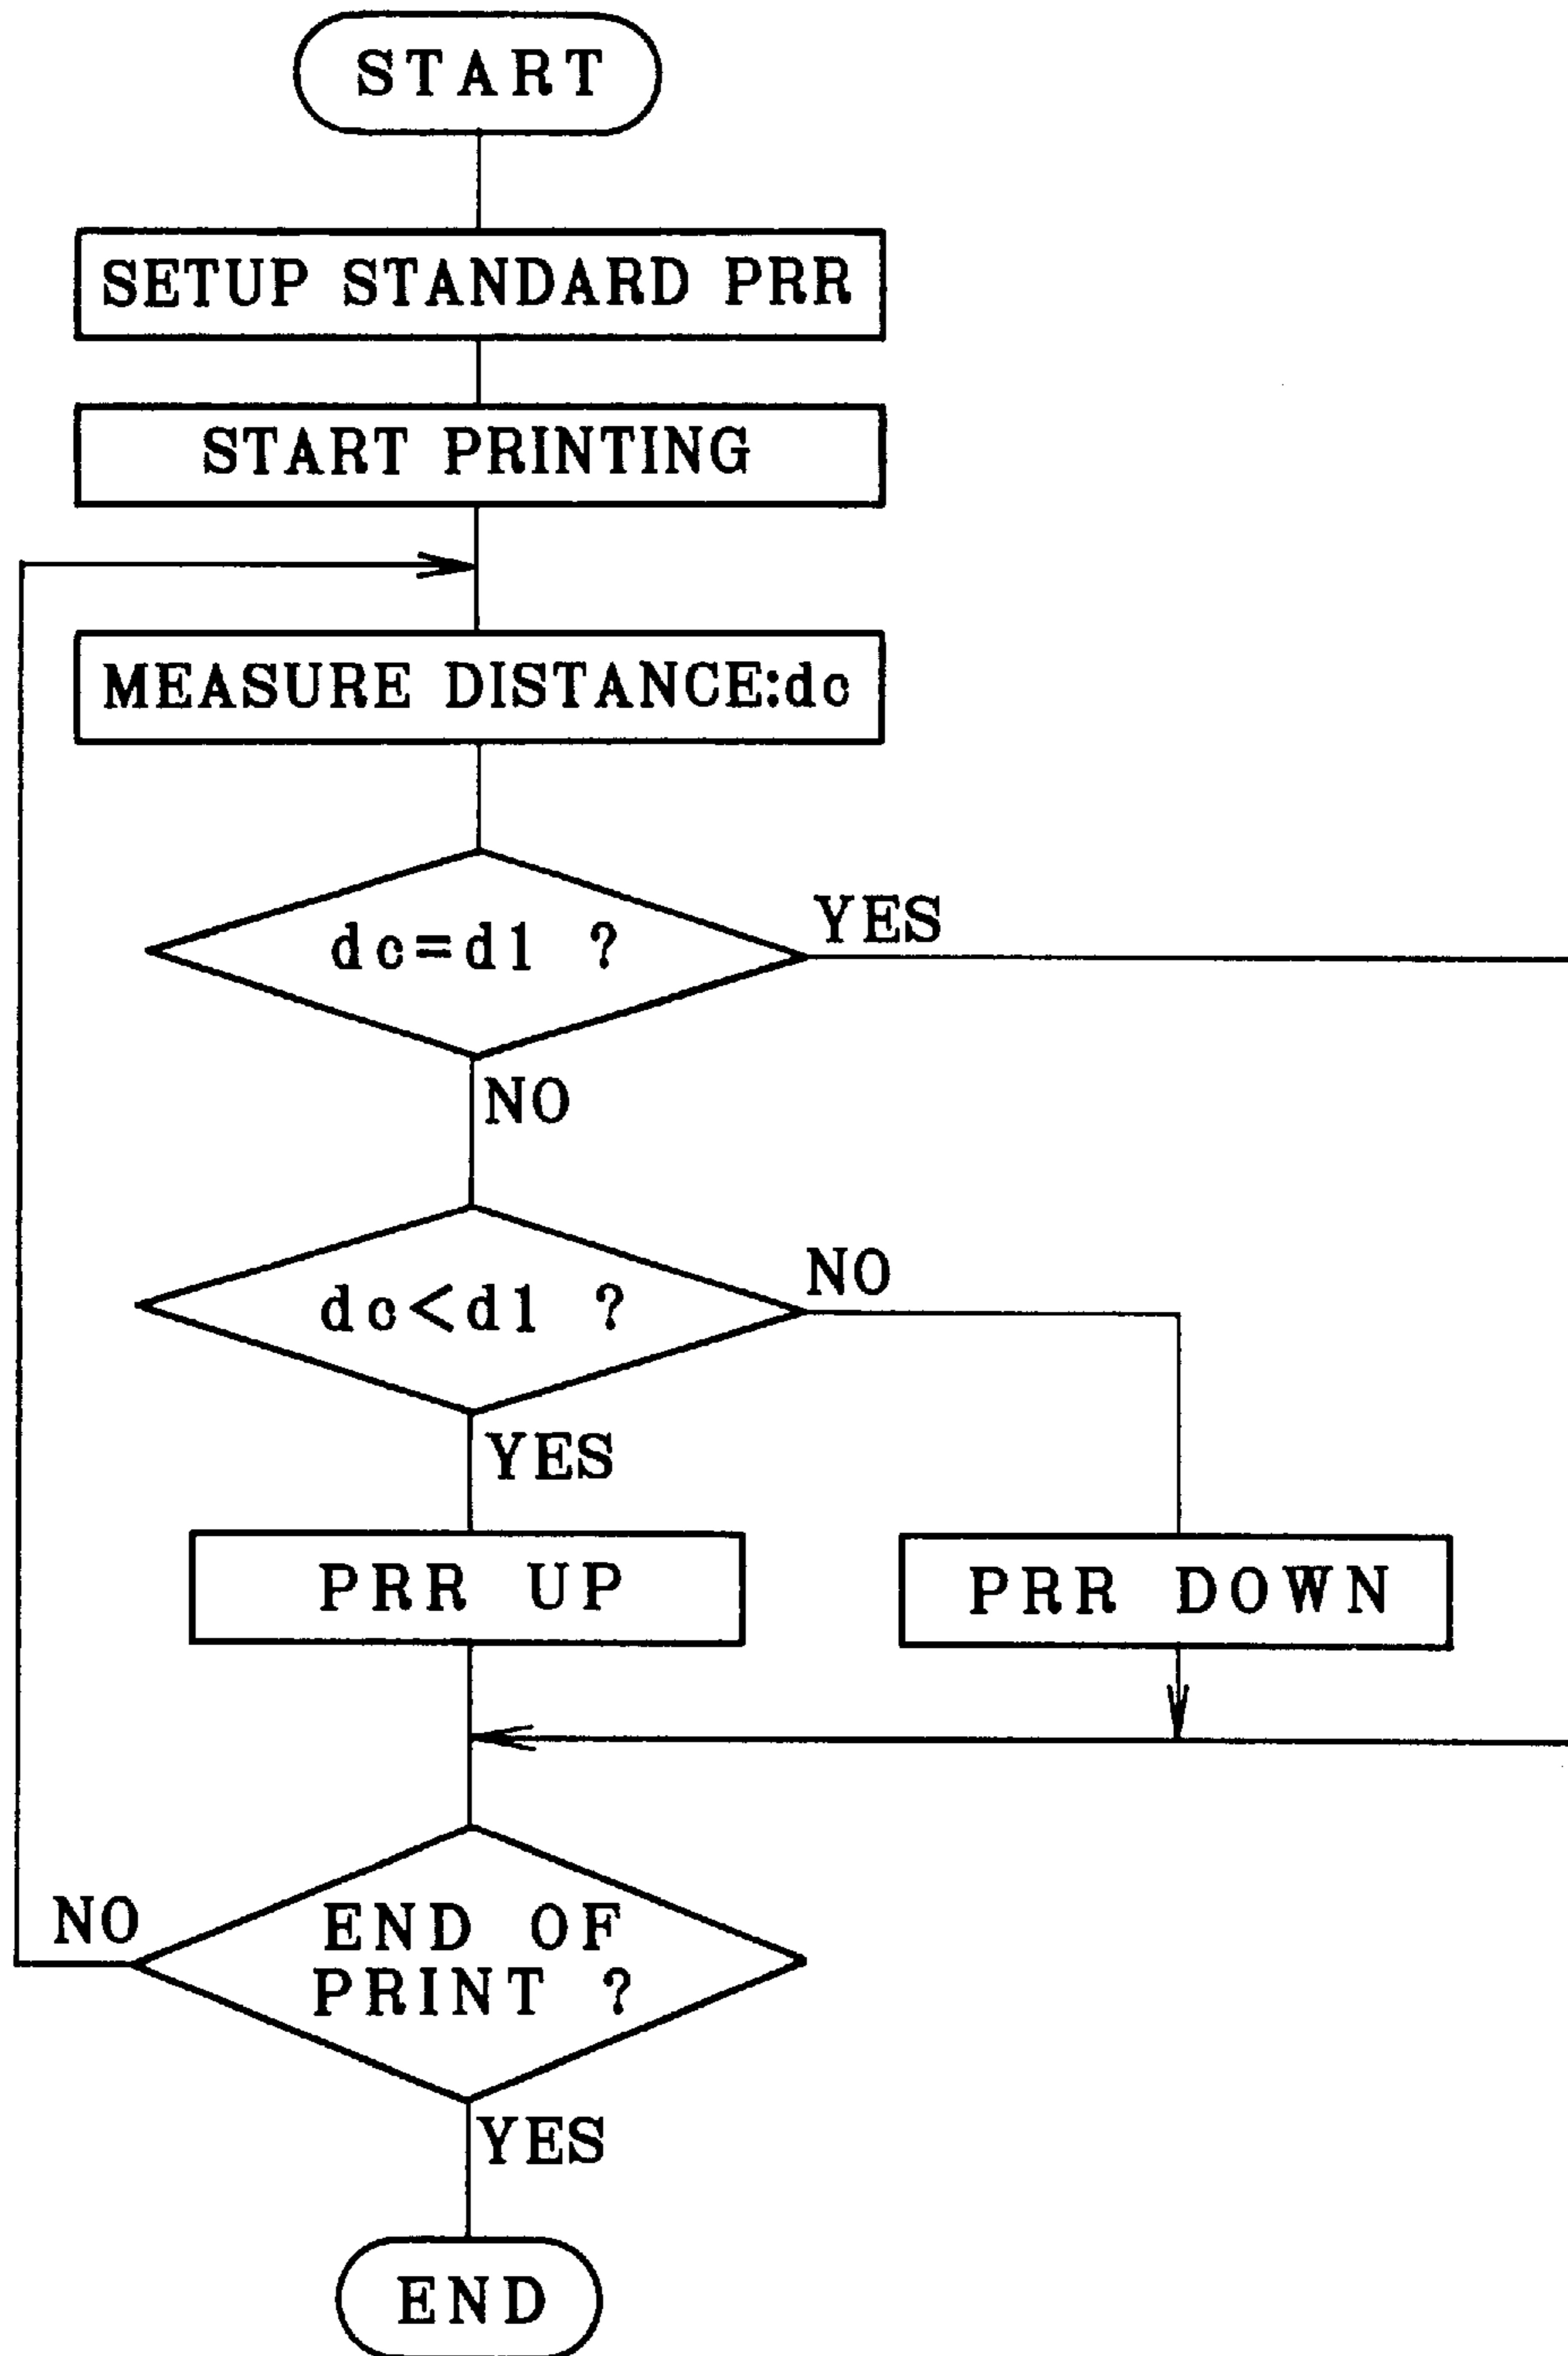 START
SETUP STANDARD PRR
START PRINTING
MEASURE DISTANCE:dc
dc=d1 ?
YES
NO
dc<d1 ?
NO
YES
PRR UP
PRR DOWN
NO
END OF
PRINT ?
YES
END